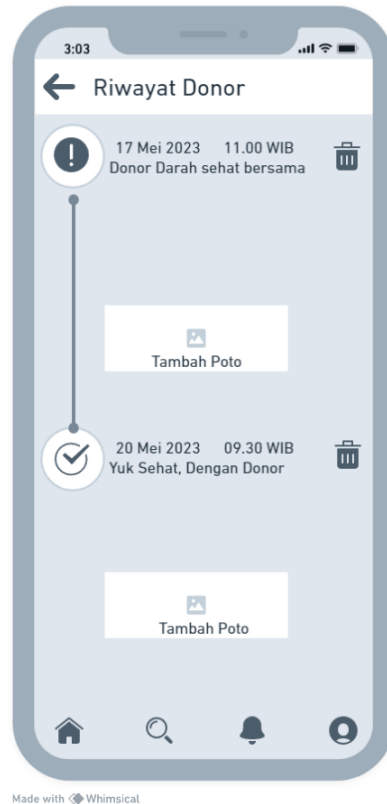 3:03
Riwayat Donor
17 Mei 2023 11.00 WIB
Donor Darah sehat bersama
Tambah Poto
20 Mei 2023 09.30 WIB
Yuk Sehat, Dengan Donor
Tambah Poto
Made with Whimsical